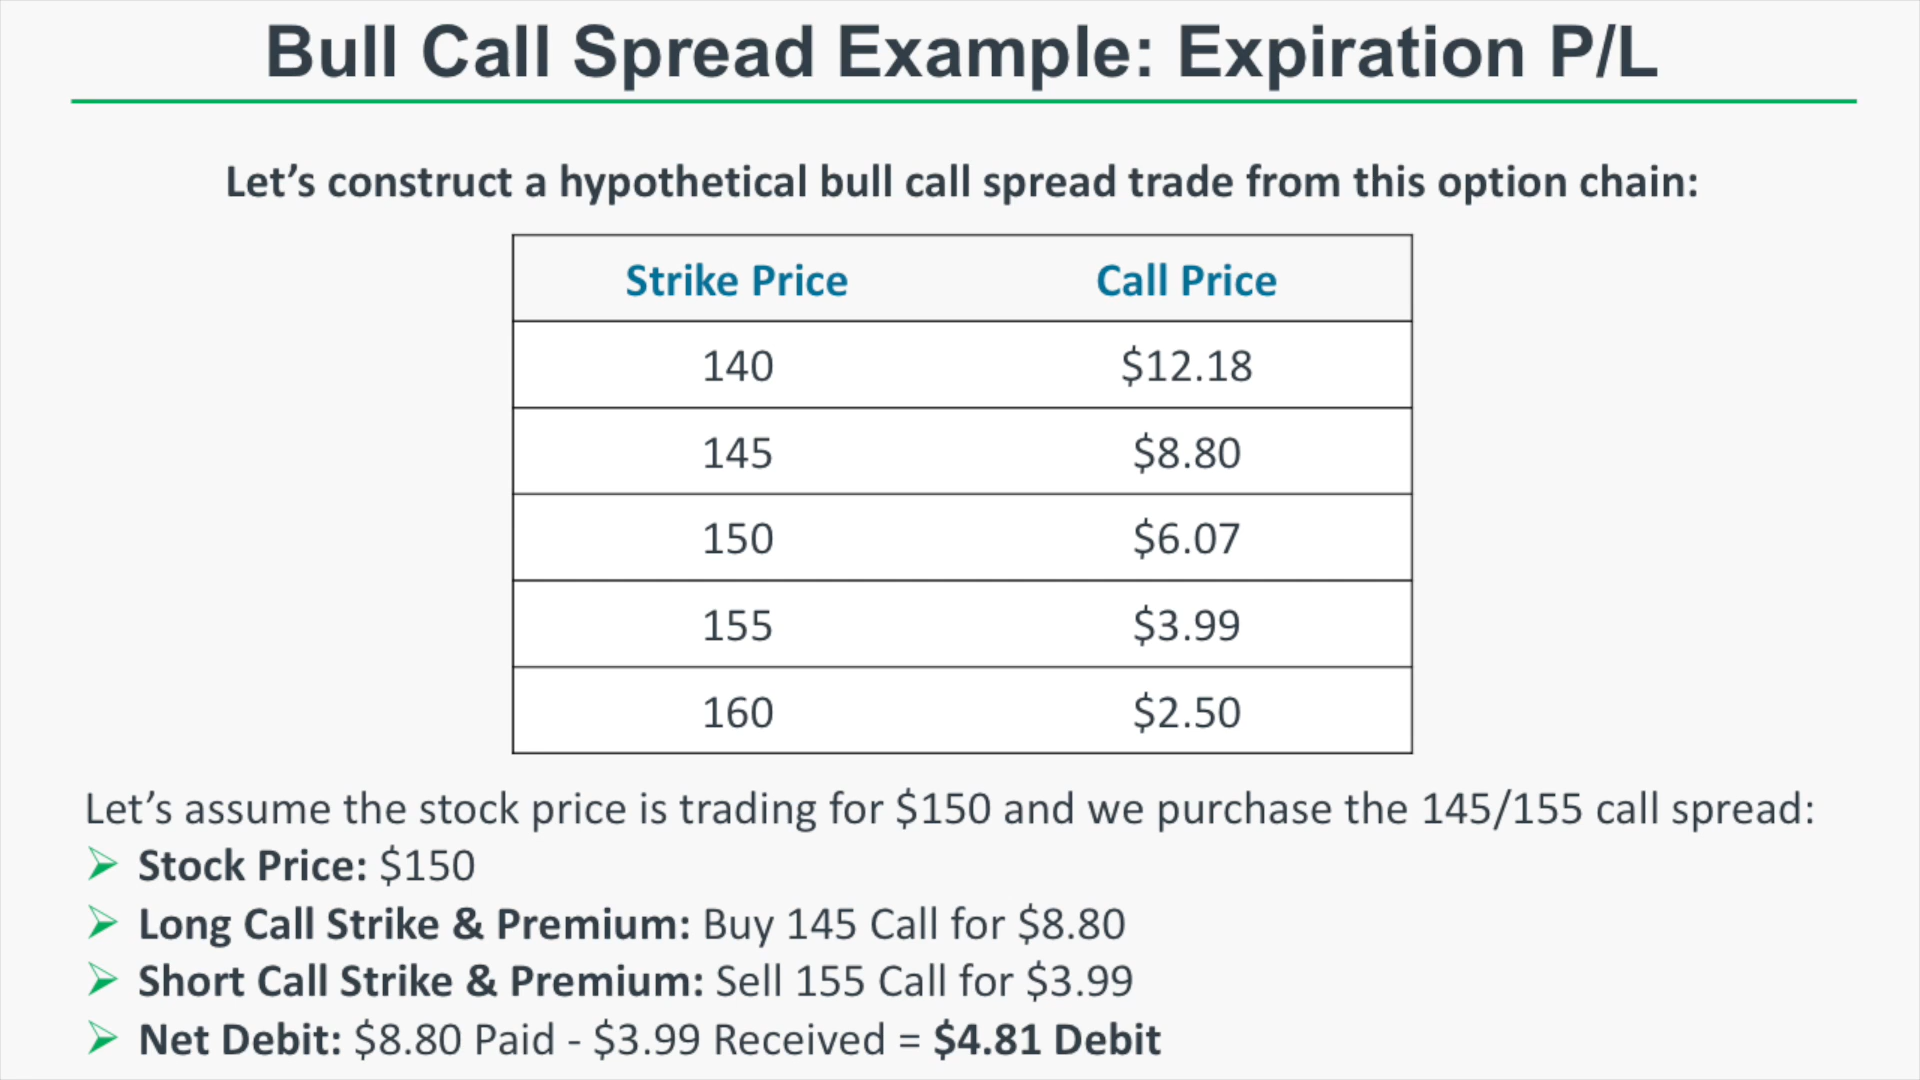 Bull Call Spread Example: Expiration P/L
Let’s construct a hypothetical bull call spread trade from this option chain:
Strike Price Call Price
140 $12.18
145 $8.80
150 $6.07
155 $3.99
160 $2.50
Let’s assume the stock price is trading for $150 and we purchase the 145/155 call spread:
Stock Price: $150
Long Call Strike & Premium: Buy 145 Call for $8.80
Short Call Strike & Premium: Sell 155 Call for $3.99
Net Debit: $8.80 Paid - $3.99 Received = $4.81 Debit